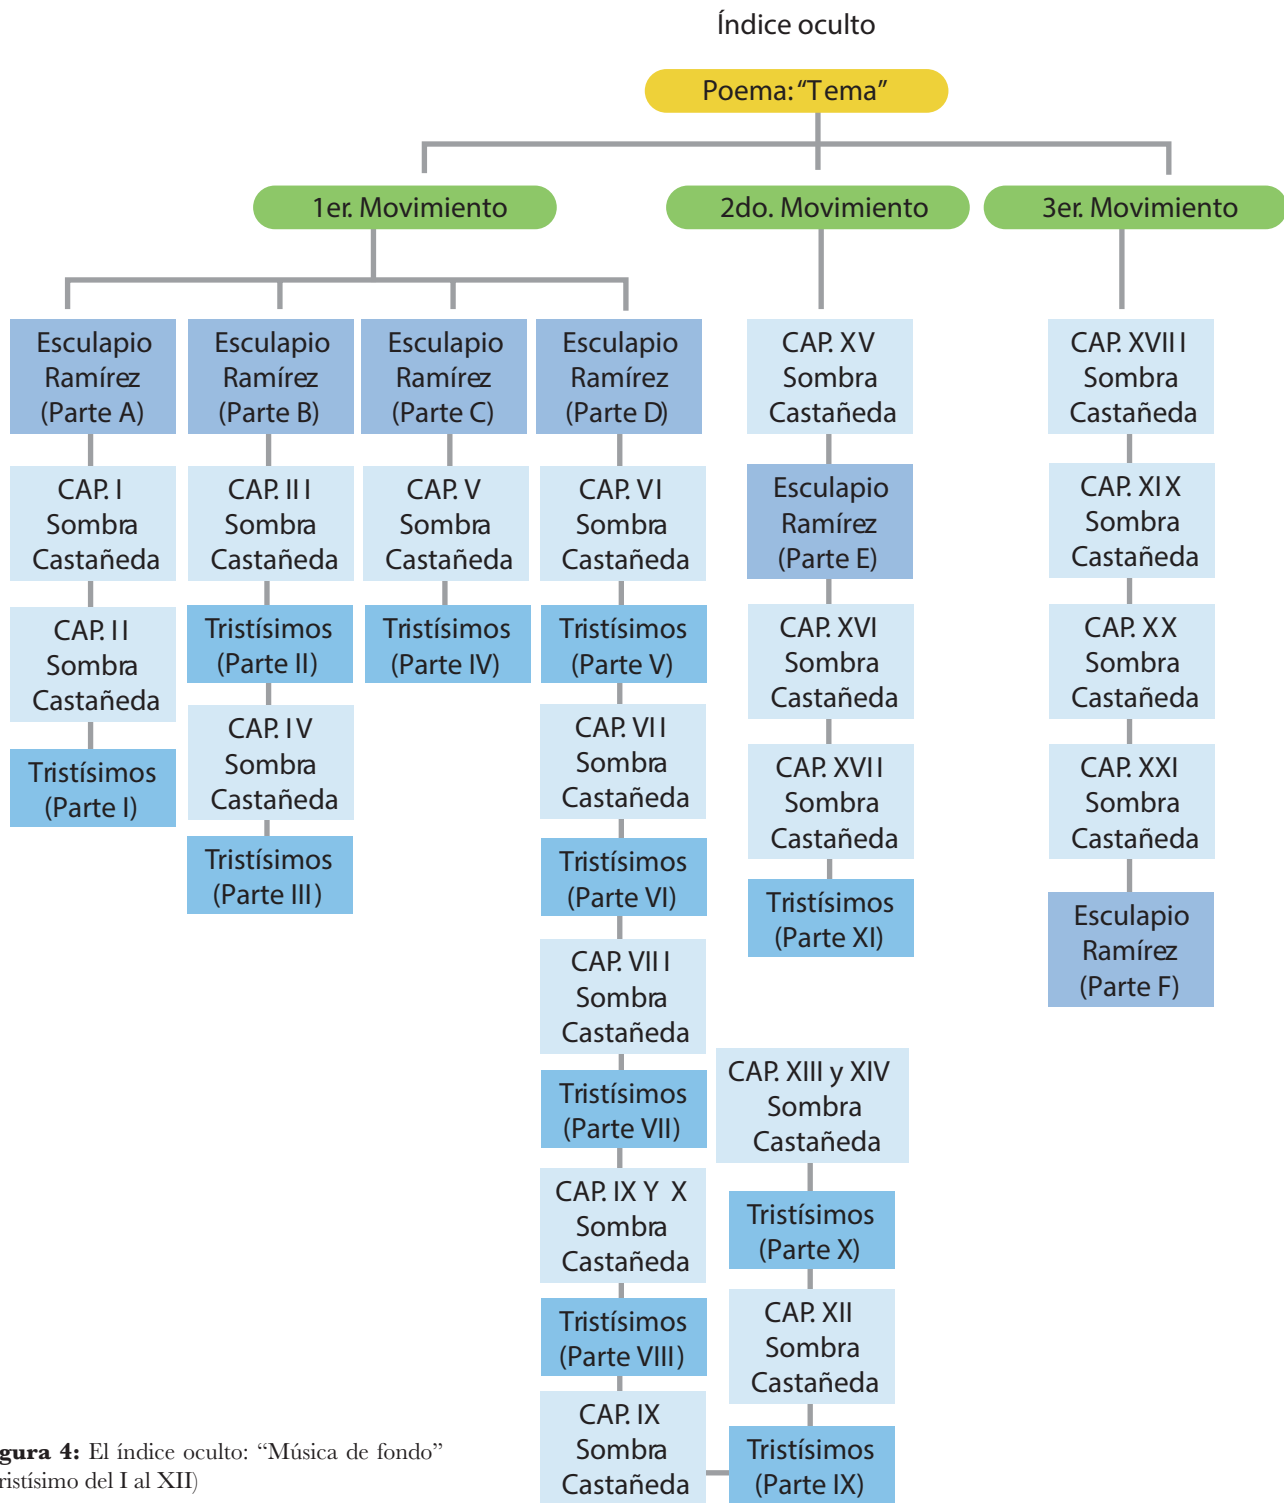 Índice oculto
Poema: “Tema”
1er. Movimiento
2do. Movimiento
3er. Movimiento
Esculapio
Ramírez
(Parte A)
CAP. I
Sombra
Castañeda
CAP. II
Sombra
Castañeda
Tristísimos
(Parte I)
Esculapio
Ramírez
(Parte B)
CAP. III
Sombra
Castañeda
Tristísimos
(Parte II)
CAP. IV
Sombra
Castañeda
Tristísimos
(Parte III)
Esculapio
Ramírez
(Parte C)
CAP. V
Sombra
Castañeda
Tristísimos
(Parte IV)
Esculapio
Ramírez
(Parte D)
CAP. VI
Sombra
Castañeda
Tristísimos
(Parte V)
CAP. VII
Sombra
Castañeda
Tristísimos
(Parte VI)
CAP. VIII
Sombra
Castañeda
Tristísimos
(Parte VII)
CAP. IX Y X
Sombra
Castañeda
Tristísimos
(Parte VIII)
CAP. IX
Sombra
Castañeda
Tristísimos
(Parte IX)
CAP. XII
Sombra
Castañeda
Tristísimos
(Parte X)
CAP. XIII y XIV
Sombra
Castañeda
CAP. XV
Sombra
Castañeda
Esculapio
Ramírez
(Parte E)
CAP. XVI
Sombra
Castañeda
CAP. XVII
Sombra
Castañeda
Tristísimos
(Parte XI)
CAP. XVIII
Sombra
Castañeda
CAP. XIX
Sombra
Castañeda
CAP. XX
Sombra
Castañeda
CAP. XXI
Sombra
Castañeda
Esculapio
Ramírez
(Parte F)
gura 4: El índice oculto: “Música de fondo”
ristísimo del I al XII)